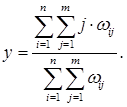 y = \frac{\sum_{i=1}^{n} \sum_{j=1}^{m} j \cdot \omega_{ij}}{\sum_{i=1}^{n} \sum_{j=1}^{m} \omega_{ij}}.